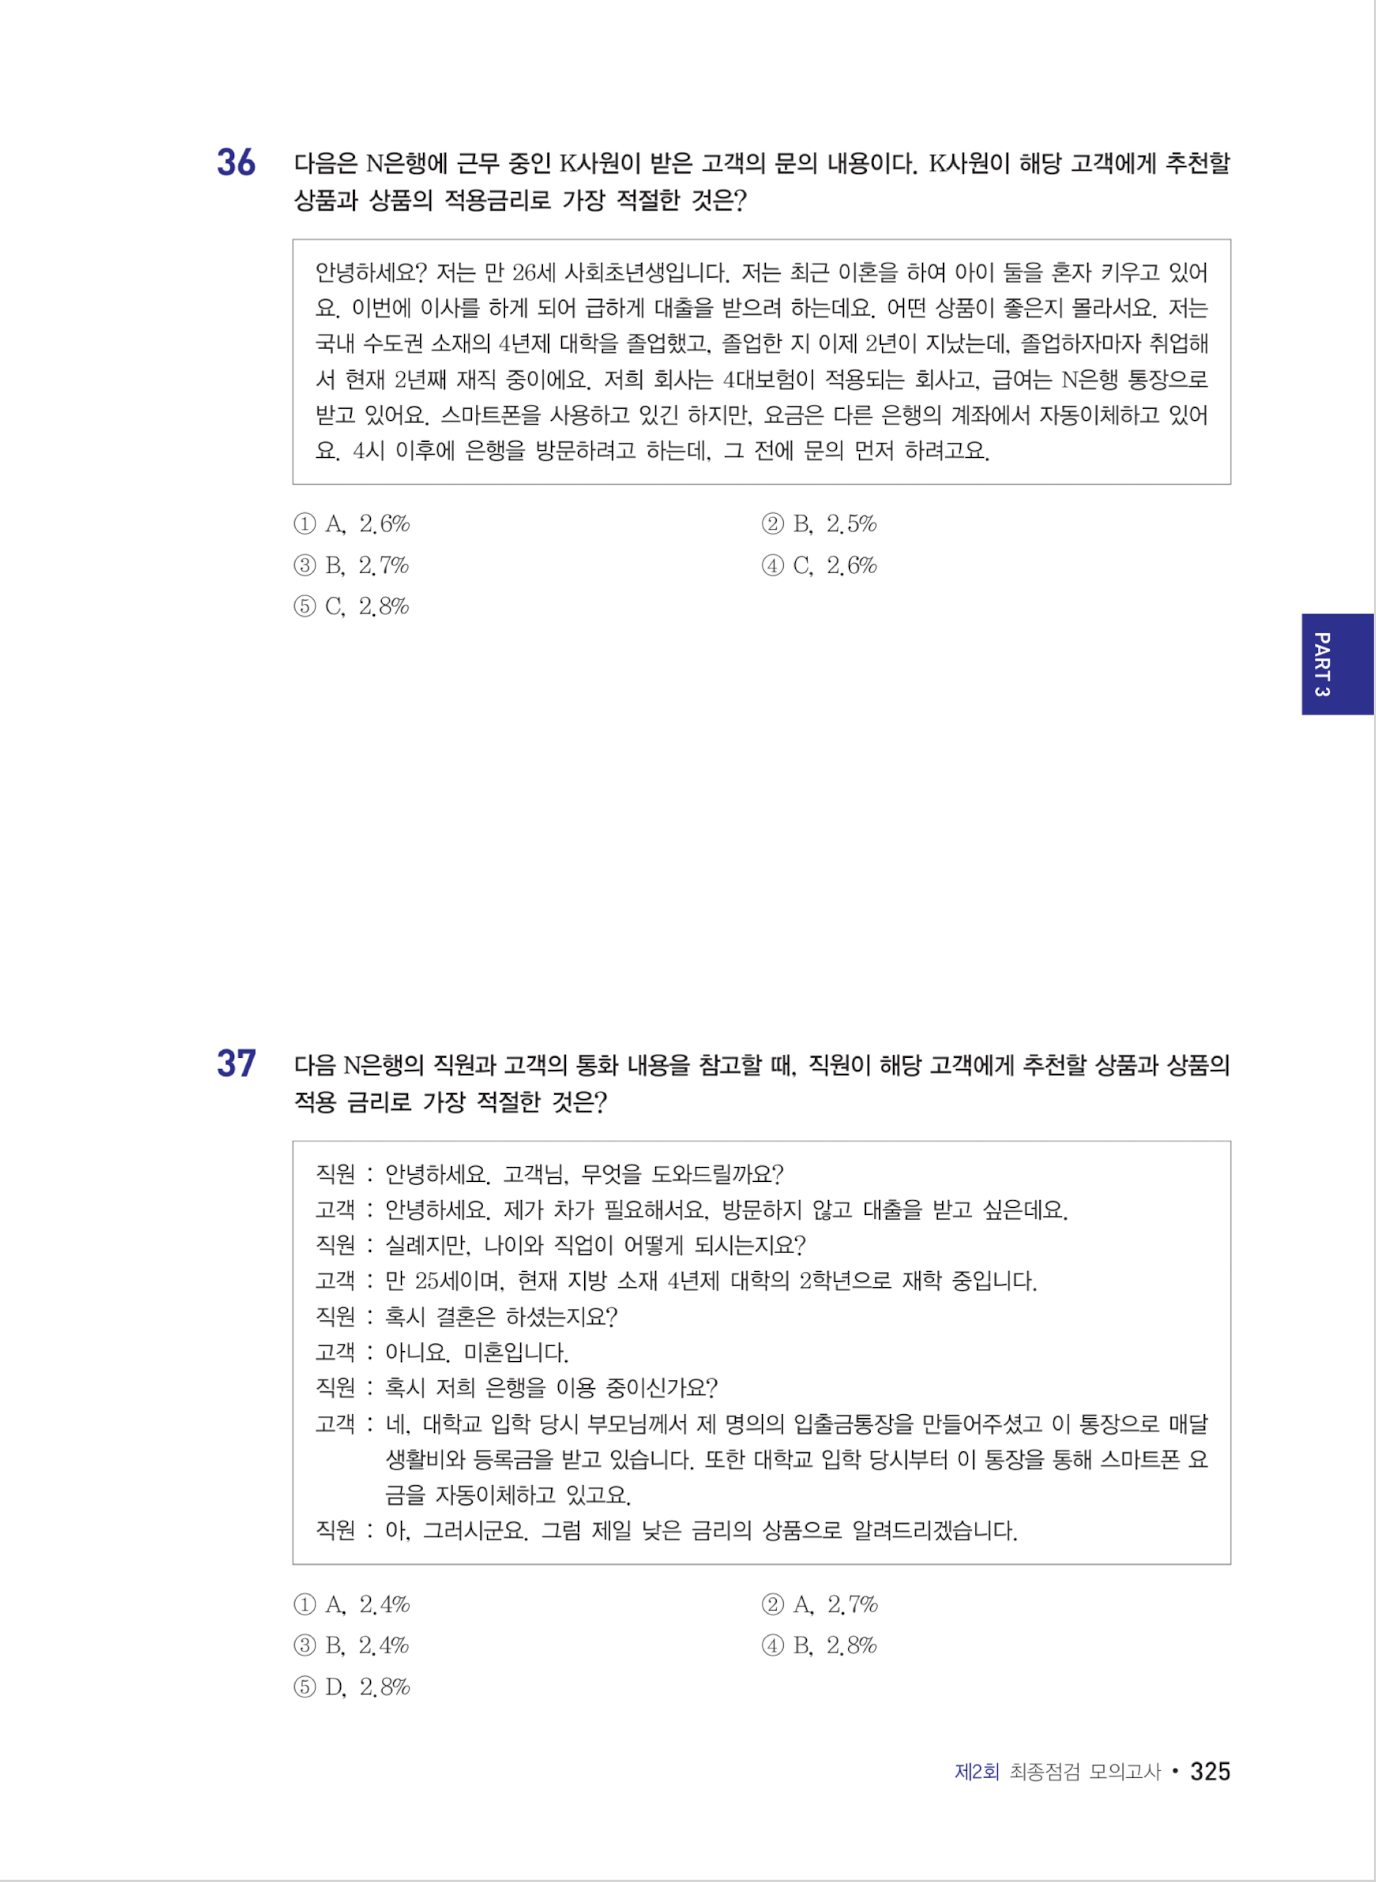 36 다음은 N은행에 근무 중인 K사원이 받은 고객의 문의 내용이다. K사원이 해당 고객에게 추천할
상품과 상품의 적용금리로 가장 적절한 것은?
안녕하세요? 저는 만 26세 사회초년생입니다. 저는 최근 이혼을 하여 아이 둘을 혼자 키우고 있어
요. 이번에 이사를 하게 되어 급하게 대출을 받으려 하는데요. 어떤 상품이 좋은지 몰라서요. 저는
국내 수도권 소재의 4년제 대학을 졸업했고, 졸업한 지 이제 2년이 지났는데, 졸업하자마자 취업해
서 현재 2년째 재직 중이에요. 저희 회사는 4대보험이 적용되는 회사고, 급여는 N은행 통장으로
받고 있어요. 스마트폰을 사용하고 있긴 하지만, 요금은 다른 은행의 계좌에서 자동이체하고 있어
요. 4시 이후에 은행을 방문하려고 하는데, 그 전에 문의 먼저 하려고요.
① A, 2.6%
② B, 2.5%
③ B, 2.7%
④ C, 2.6%
⑤ C, 2.8%
PART 3
37 다음 N은행의 직원과 고객의 통화 내용을 참고할 때, 직원이 해당 고객에게 추천할 상품과 상품의
적용 금리로 가장 적절한 것은?
직원 : 안녕하세요. 고객님, 무엇을 도와드릴까요?
고객 : 안녕하세요. 제가 차가 필요해서요, 방문하지 않고 대출을 받고 싶은데요.
직원 : 실례지만, 나이와 직업이 어떻게 되시는지요?
고객 : 만 25세이며, 현재 지방 소재 4년제 대학의 2학년으로 재학 중입니다.
직원 : 혹시 결혼은 하셨는지요?
고객 : 아니요. 미혼입니다.
직원 : 혹시 저희 은행을 이용 중이신가요?
고객 : 네, 대학교 입학 당시 부모님께서 제 명의의 입출금통장을 만들어주셨고 이 통장으로 매달
생활비와 등록금을 받고 있습니다. 또한 대학교 입학 당시부터 이 통장을 통해 스마트폰 요
금을 자동이체하고 있고요.
직원 : 아, 그러시군요. 그럼 제일 낮은 금리의 상품으로 알려드리겠습니다.
① A, 2.4%
② A, 2.7%
③ B, 2.4%
④ B, 2.8%
⑤ D, 2.8%
제2회 최종점검 모의고사 • 325